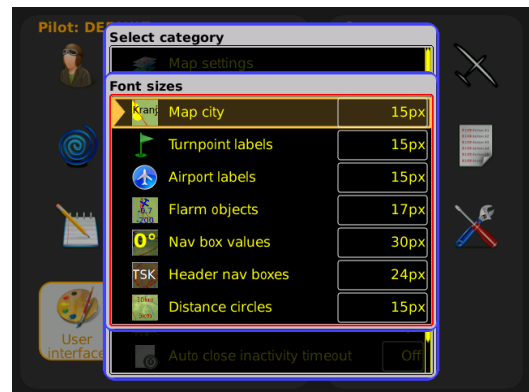 Pilot: DE
Select category
Map settings
Font sizes
Kranj
Map city
15px
Turnpoint labels
15px
Airport labels
15px
Flarm objects
17px
0°
Nav box values
30px
TSK
Header nav boxes
24px
Distance circles
15px
User
interface
Auto close inactivity timeout
Off